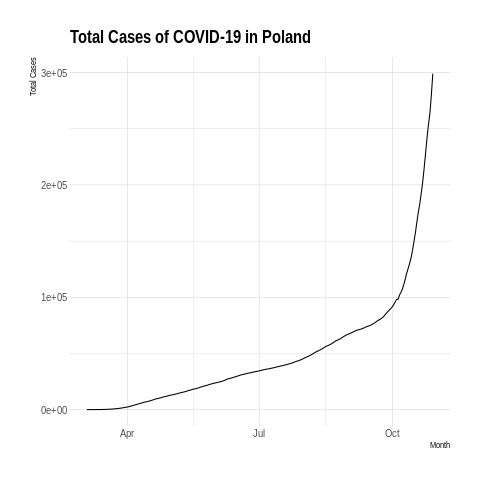 Total Cases of COVID-19 in Poland
Total Cases
3e+05
2e+05
1e+05
0e+00
Apr
Jul
Oct
Month